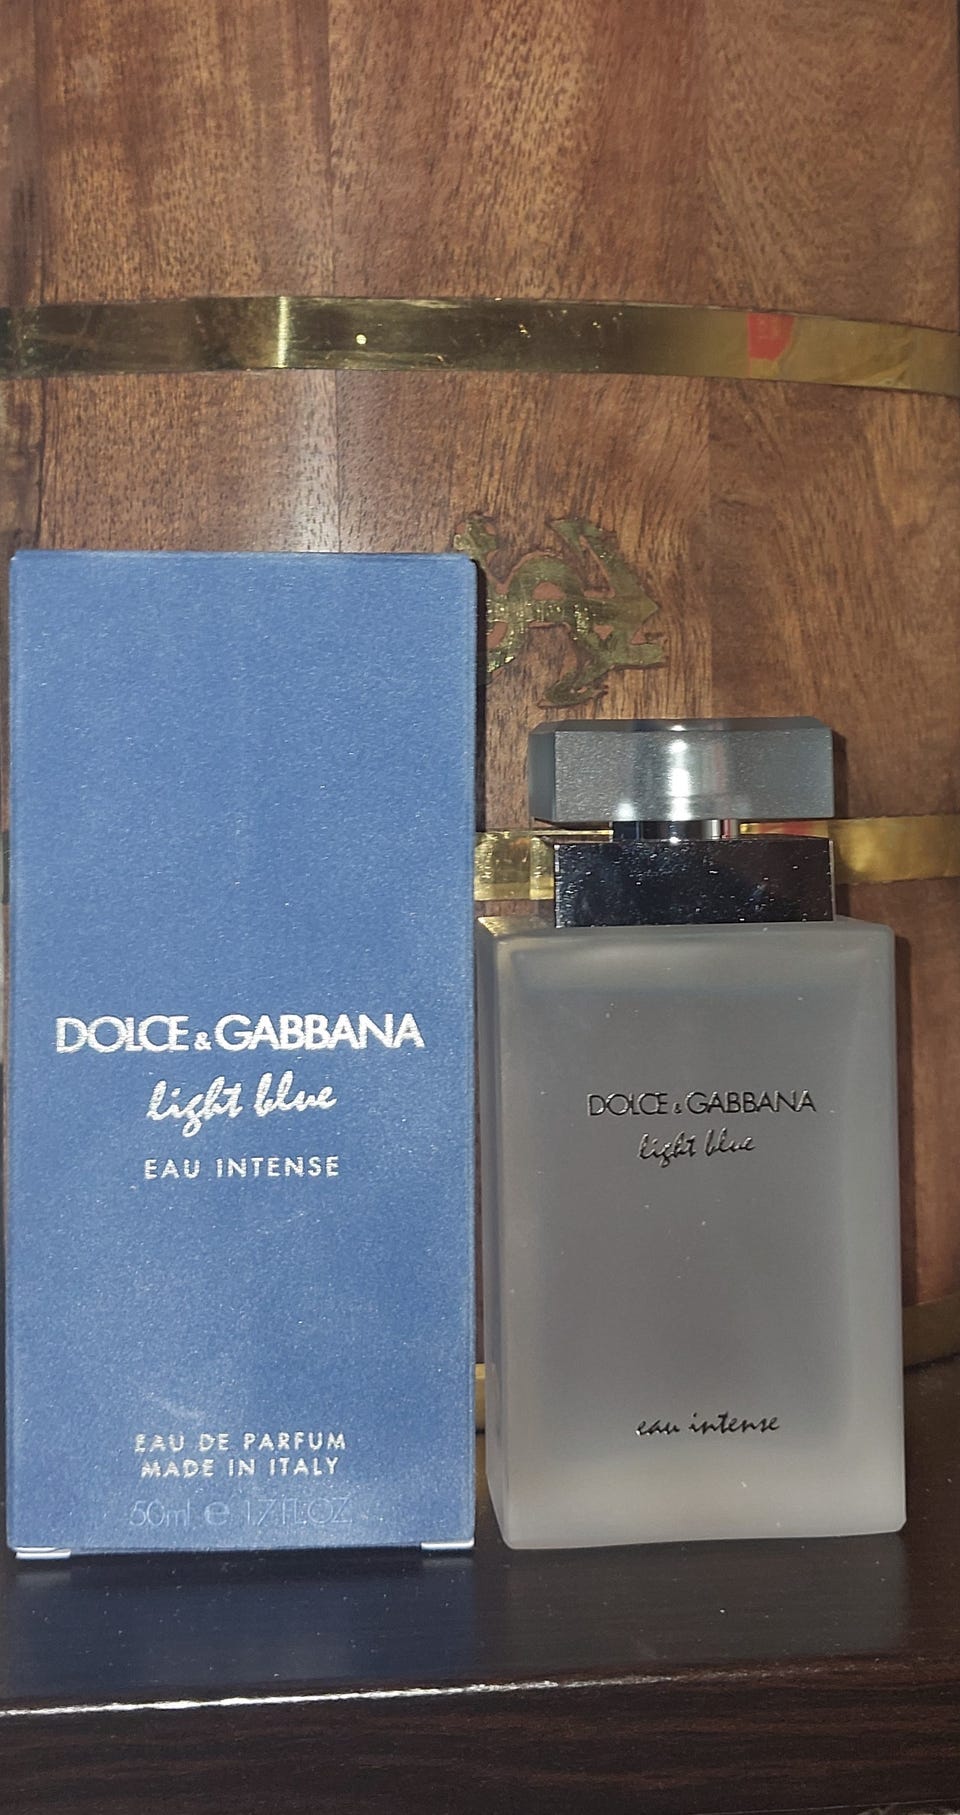 DOLCE & GABBANA
light blue
EAU INTENSE
EAU DE PARFUM
MADE IN ITALY
50ml e 1.7 FL.OZ.
DOLCE & GABBANA
light blue
eau intense